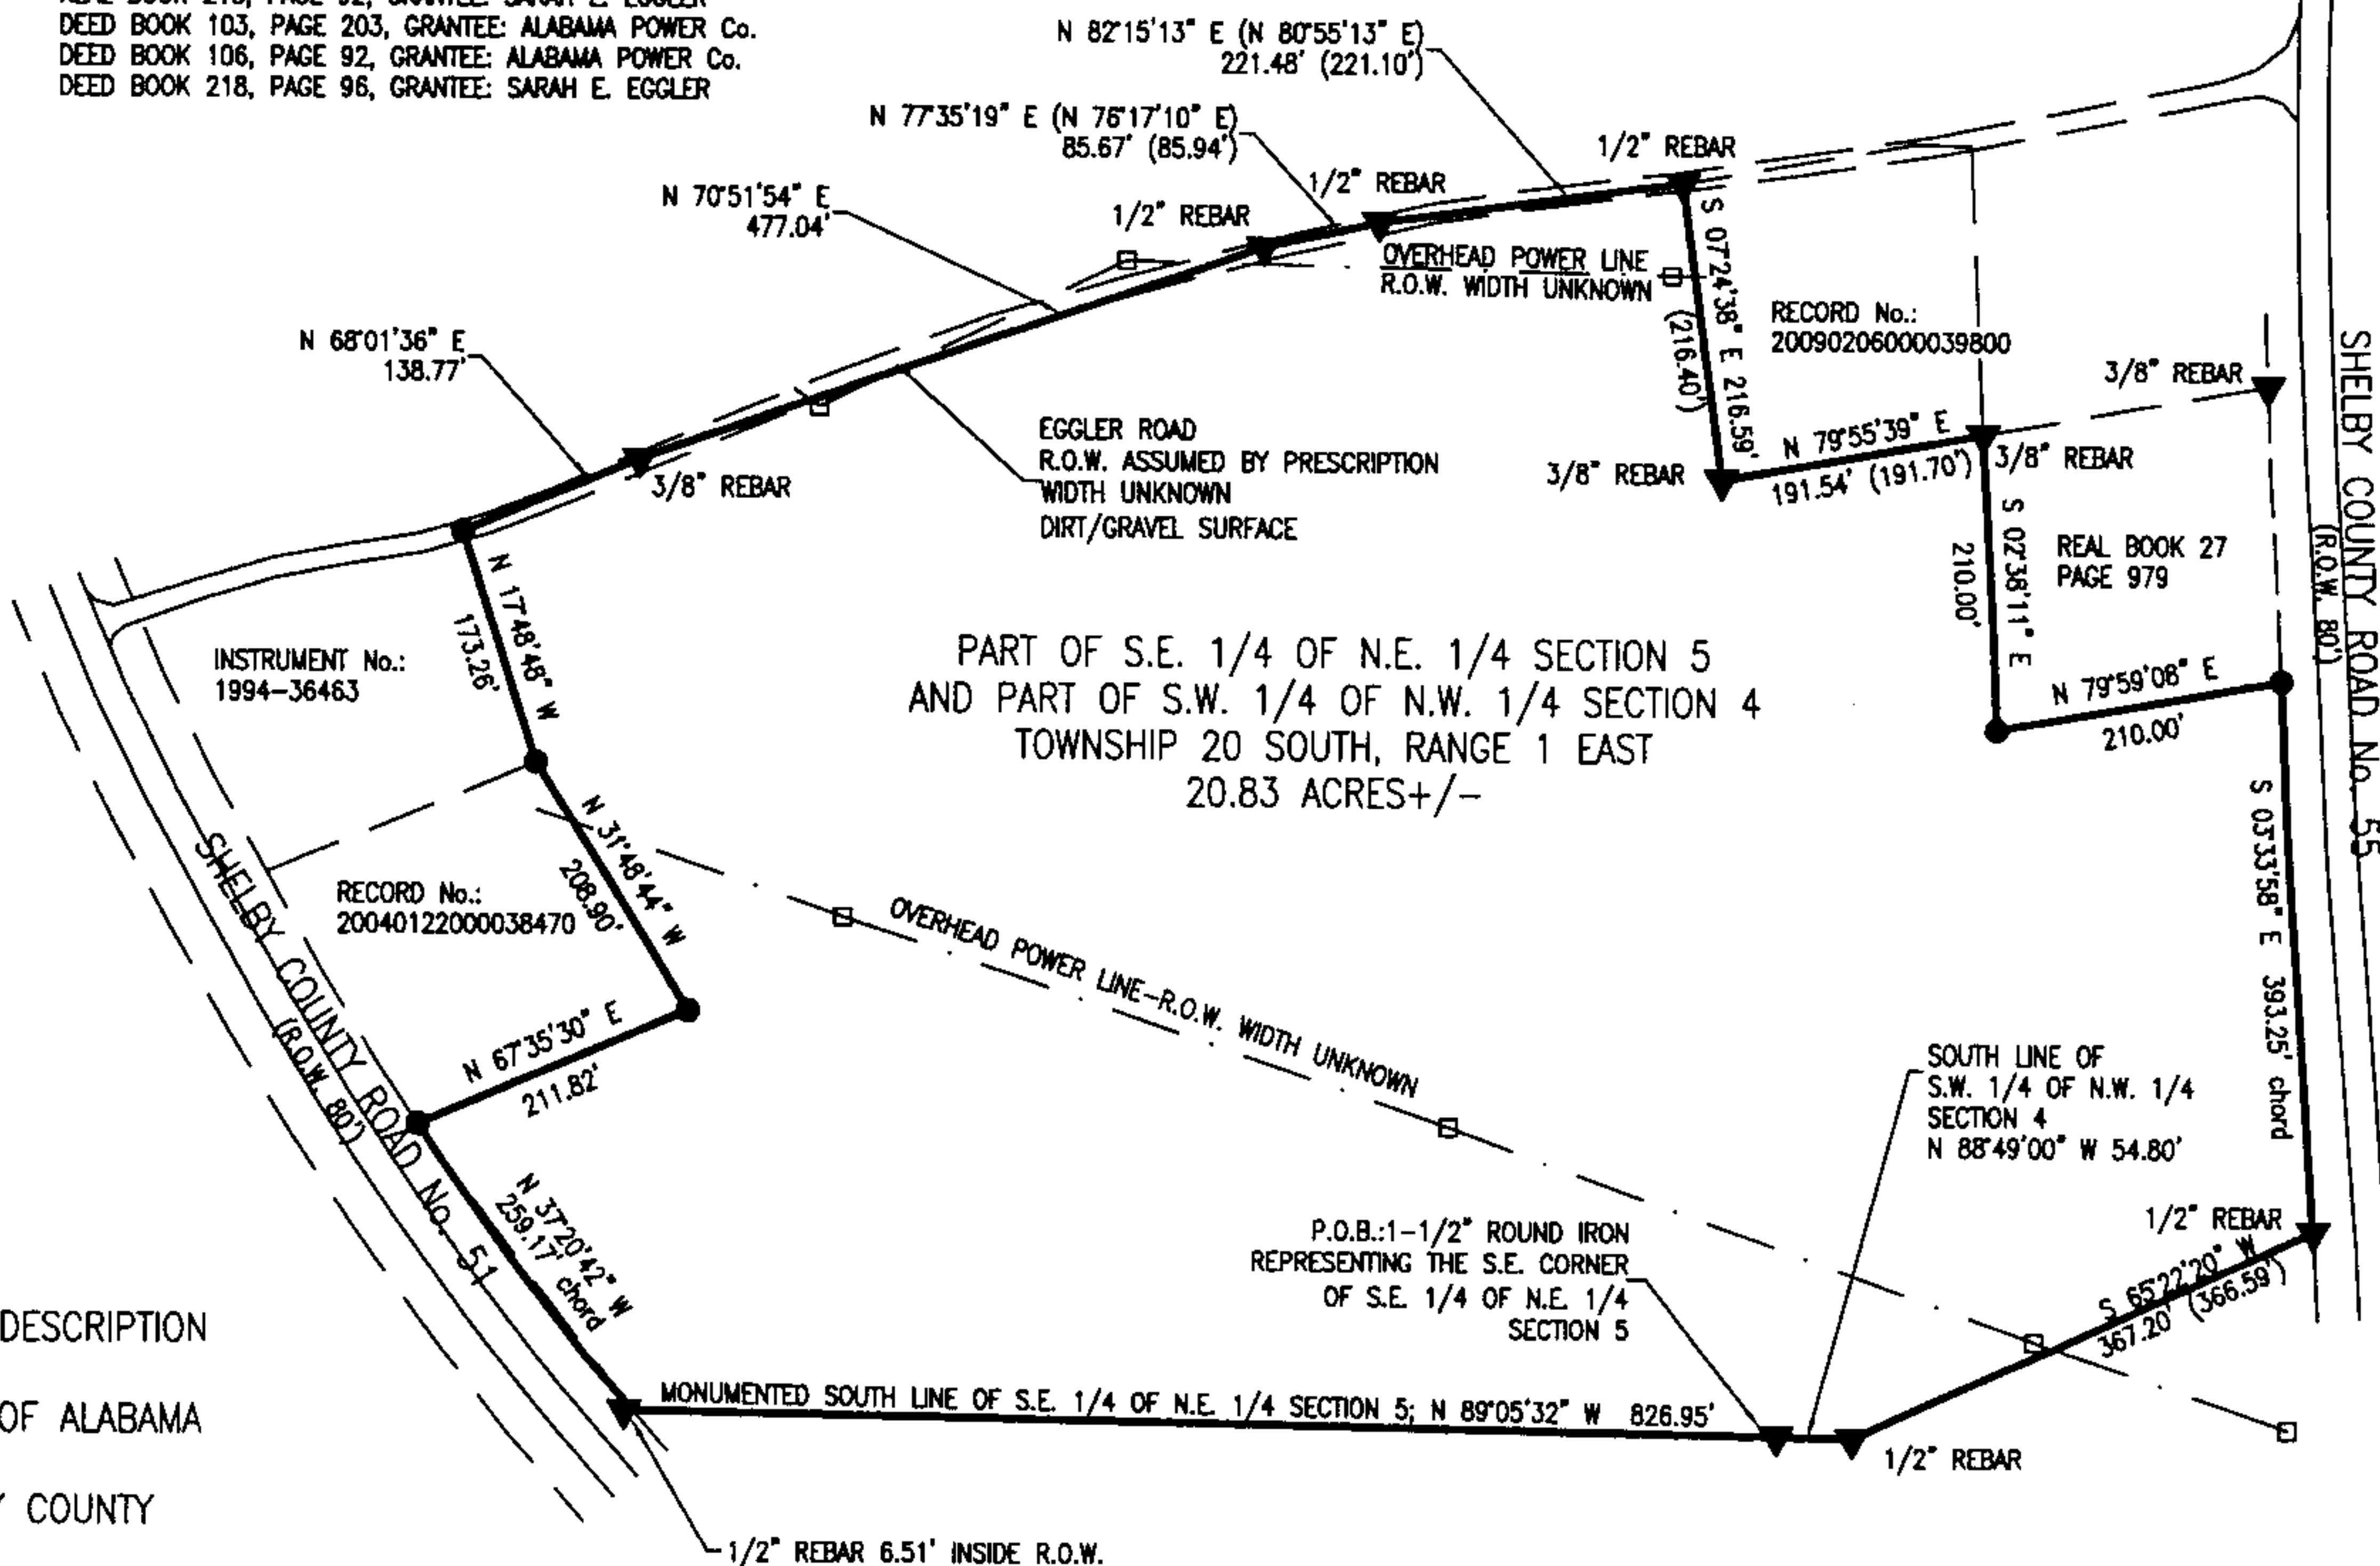 DEED BOOK 103, PAGE 203, GRANTEE: ALABAMA POWER Co.
DEED BOOK 106, PAGE 92, GRANTEE: ALABAMA POWER Co.
DEED BOOK 218, PAGE 96, GRANTEE: SARAH E. EGGLER
N 82°15'13" E (N 80°55'13" E)
221.48' (221.10')
N 77°35'19" E (N 76°17'10" E)
85.67' (85.94')
N 70°51'54" E
477.04'
N 68°01'36" E
138.77'
1/2" REBAR
1/2" REBAR
1/2" REBAR
OVERHEAD POWER LINE
R.O.W. WIDTH UNKNOWN
S 07°24'38" E 216.59'
(216.40')
RECORD No.:
20090206000039800
3/8" REBAR
N 79°55'39" E
191.54' (191.70')
3/8" REBAR
3/8" REBAR
3/8" REBAR
EGGLER ROAD
R.O.W. ASSUMED BY PRESCRIPTION
WIDTH UNKNOWN
DIRT/GRAVEL SURFACE
S 02°38'11" E
210.00'
REAL BOOK 27
PAGE 979
SHELBY COUNTY ROAD No. 55
(R.O.W. 80')
N 79°59'08" E
210.00'
INSTRUMENT No.:
1994-36463
N 17°48'48" W
173.26'
PART OF S.E. 1/4 OF N.E. 1/4 SECTION 5
AND PART OF S.W. 1/4 OF N.W. 1/4 SECTION 4
TOWNSHIP 20 SOUTH, RANGE 1 EAST
20.83 ACRES+/-
N 31°48'44" W
208.90'
RECORD No.:
20040122000038470
SHELBY COUNTY ROAD No. 51
(R.O.W. 80')
N 67°35'30" E
211.82'
OVERHEAD POWER LINE-R.O.W. WIDTH UNKNOWN
S 03°33'58" E 393.25' chord
SOUTH LINE OF
S.W. 1/4 OF N.W. 1/4
SECTION 4
N 88°49'00" W 54.80'
N 37°20'42" W
259.17' chord
P.O.B.:1-1/2" ROUND IRON
REPRESENTING THE S.E. CORNER
OF S.E. 1/4 OF N.E. 1/4
SECTION 5
1/2" REBAR
S 65°22'20" W
367.20' (366.59')
DESCRIPTION
OF ALABAMA
COUNTY
MONUMENTED SOUTH LINE OF S.E. 1/4 OF N.E. 1/4 SECTION 5; N 89°05'32" W 826.95'
1/2" REBAR
1/2" REBAR 6.51' INSIDE R.O.W.